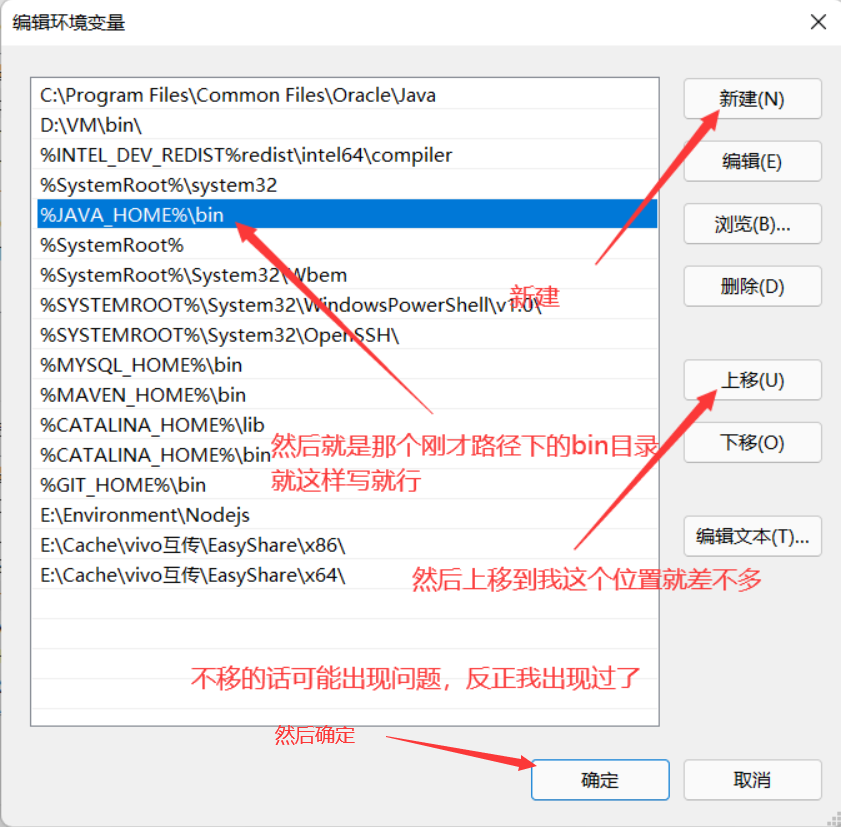 编辑环境变量
C:\Program Files\Common Files\Oracle\Java
新建(N)
D:\VM\bin\
%INTEL_DEV_REDIST%redist\intel64\compiler
编辑(E)
%SystemRoot%\system32
%JAVA_HOME%\bin
浏览(B)...
%SystemRoot%
%SystemRoot%\System32\Wbem
删除(D)
新建
%SYSTEMROOT%\System32\WindowsPowerShell\v1.0\
%SYSTEMROOT%\System32\OpenSSH\
%MYSQL_HOME%\bin
上移(U)
%MAVEN_HOME%\bin
%CATALINA_HOME%\lib
下移(O)
%CATALINA_HOME%\bin
然后就是那个刚才路径下的bin目录
就这样写就行
%GIT_HOME%\bin
E:\Environment\Nodejs
编辑文本(T)...
E:\Cache\vivo互传\EasyShare\x86\
E:\Cache\vivo互传\EasyShare\x64\
然后上移到我这个位置就差不多
不移的话可能出现问题，反正我出现过了
然后确定
确定
取消